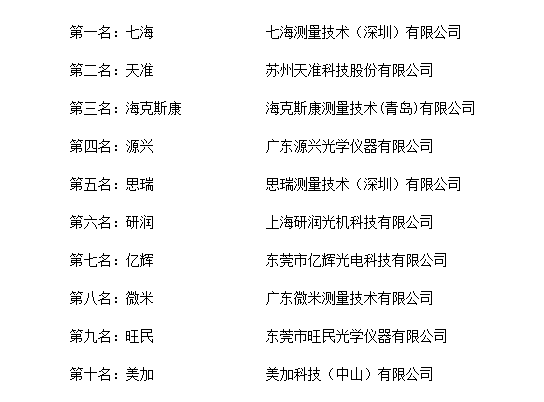 第一名：七海 七海测量技术（深圳）有限公司
第二名：天准 苏州天准科技股份有限公司
第三名：海克斯康 海克斯康测量技术(青岛)有限公司
第四名：源兴 广东源兴光学仪器有限公司
第五名：思瑞 思瑞测量技术（深圳）有限公司
第六名：研润 上海研润光机科技有限公司
第七名：亿辉 东莞市亿辉光电科技有限公司
第八名：微米 广东微米测量技术有限公司
第九名：旺民 东莞市旺民光学仪器有限公司
第十名：美加 美加科技（中山）有限公司